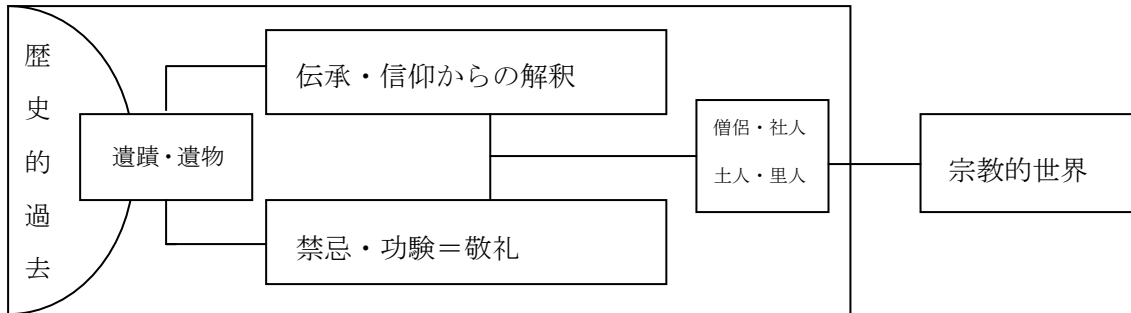 歴史的過去
遺蹟・遺物
伝承・信仰からの解釈
禁忌・功験＝敬礼
僧侶・社人
土人・里人
宗教的世界